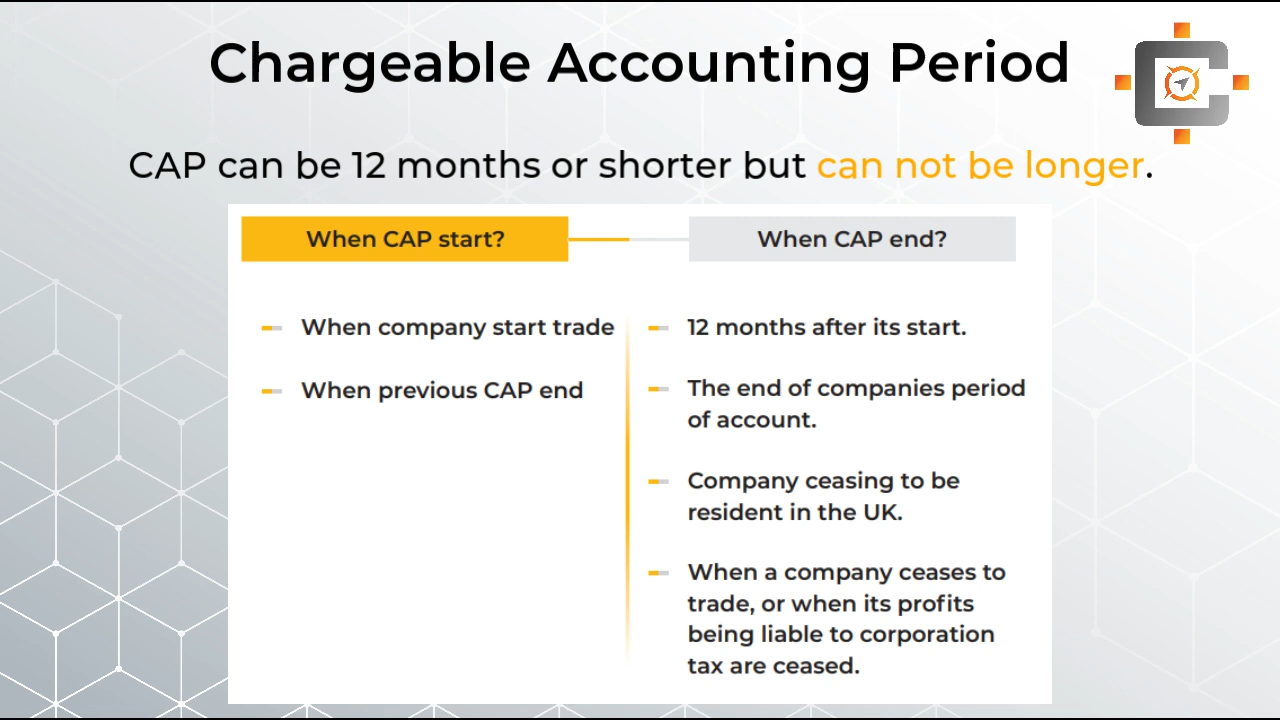 Chargeable Accounting Period
CAP can be 12 months or shorter but can not be longer.
When CAP start?
When company start trade
When previous CAP end
When CAP end?
12 months after its start.
The end of companies period
of account.
Company ceasing to be
resident in the UK.
When a company ceases to
trade, or when its profits
being liable to corporation
tax are ceased.